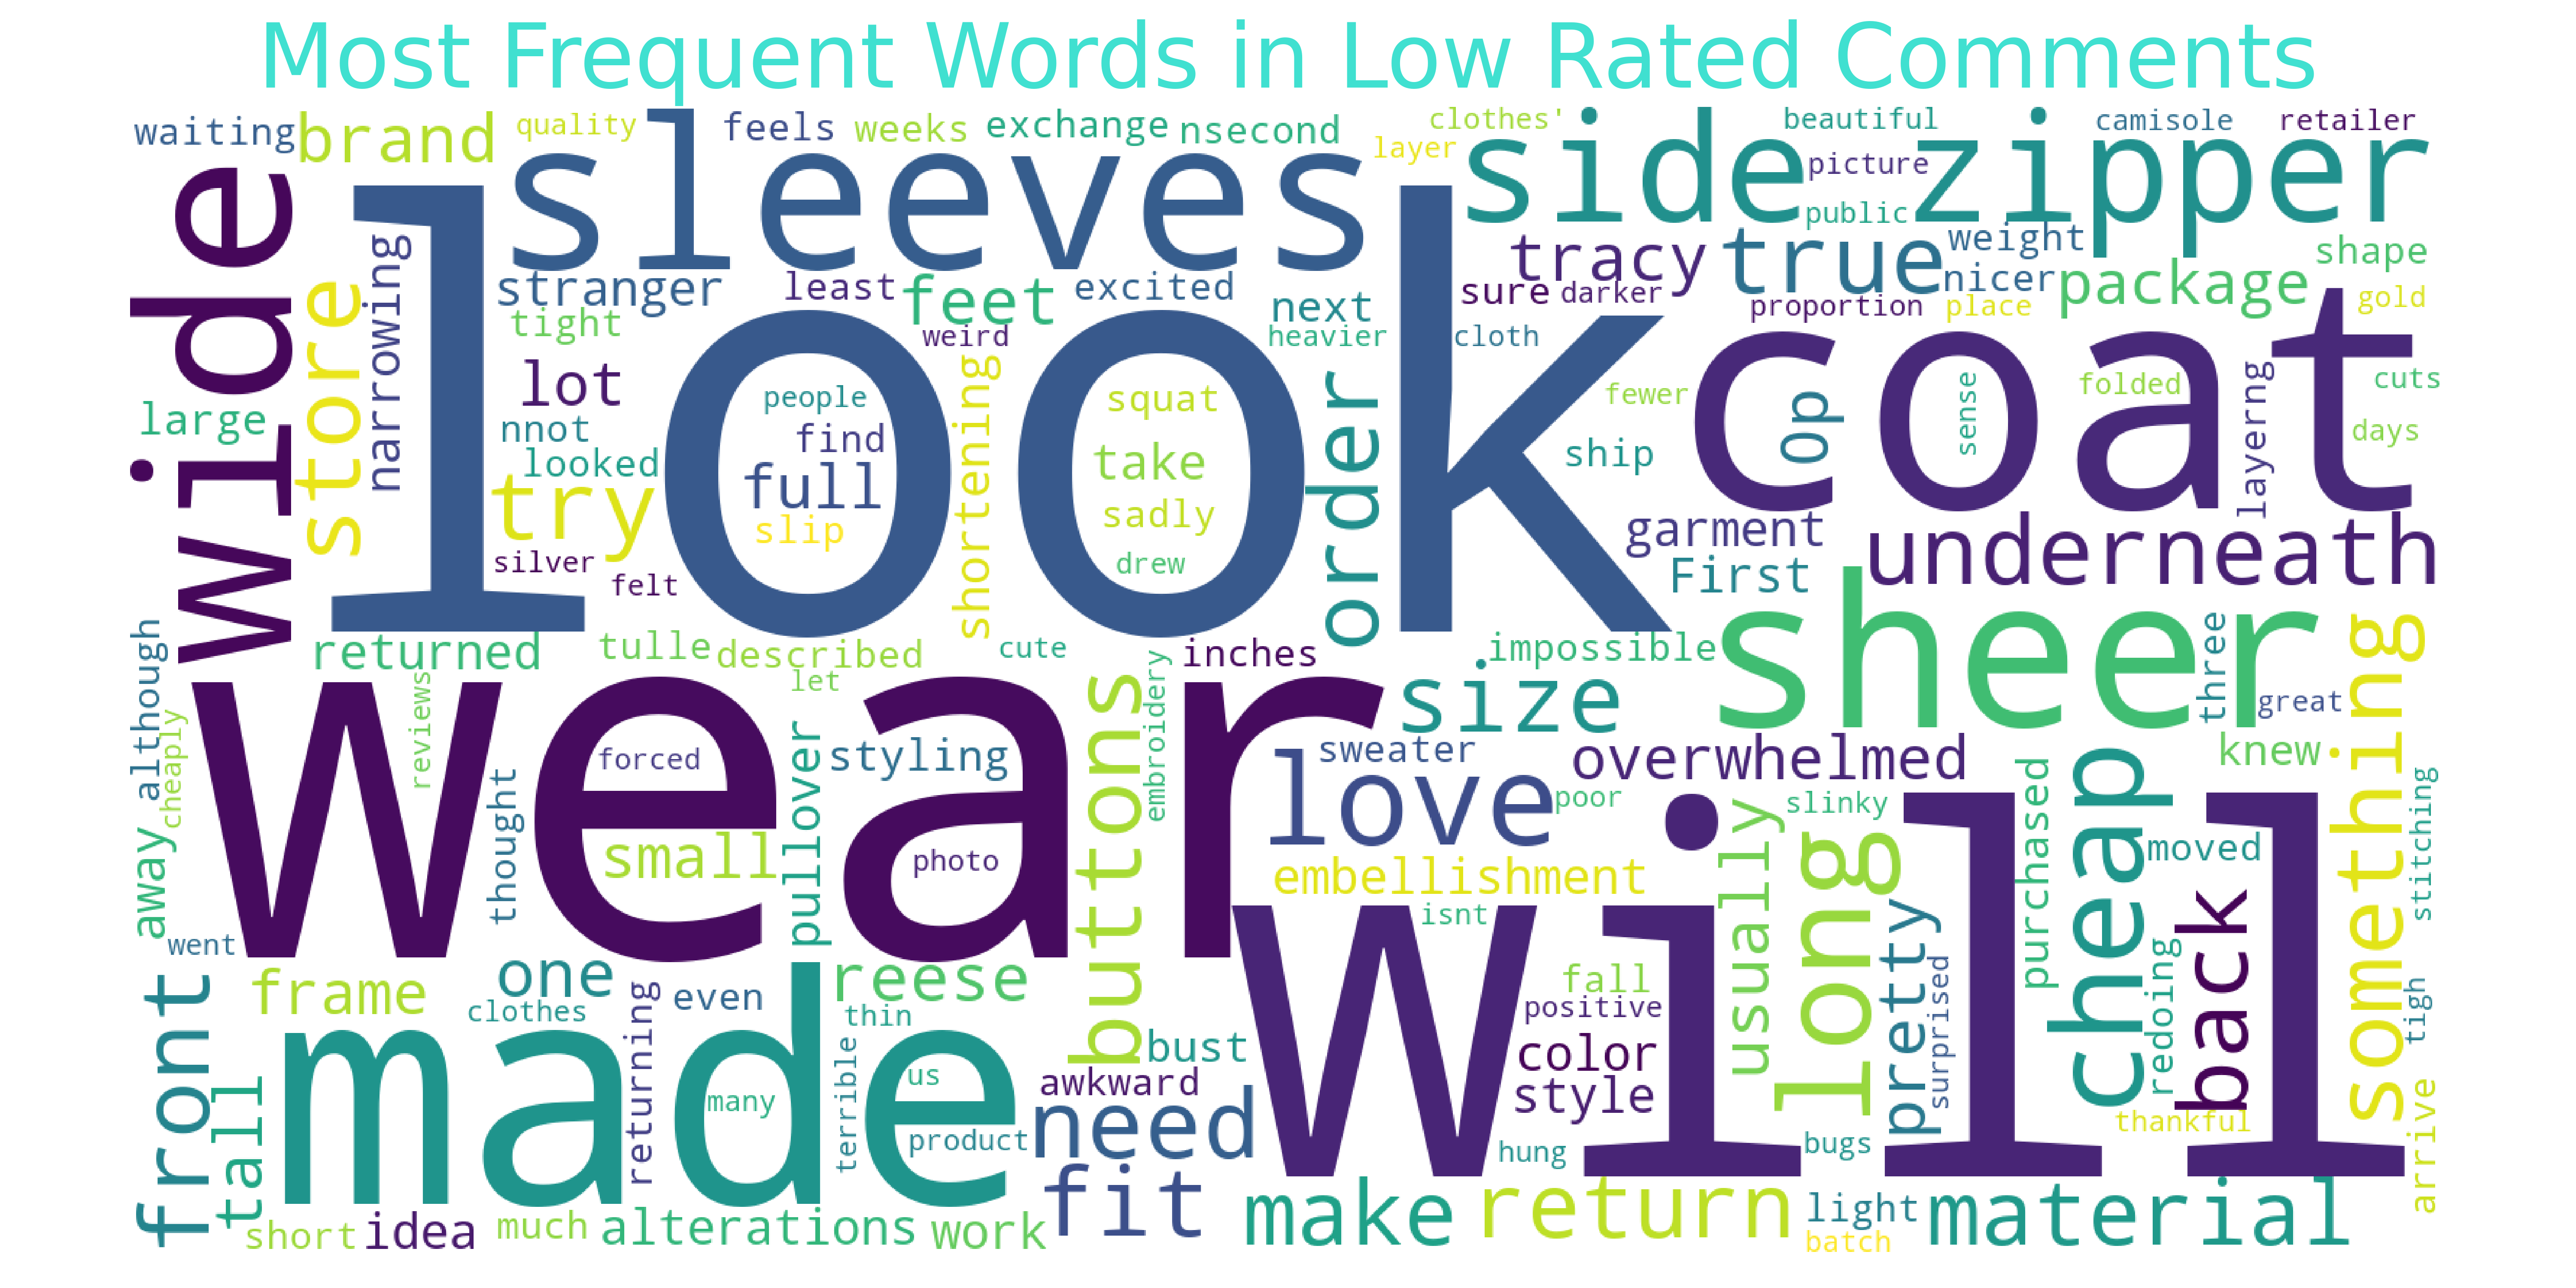 Most Frequent Words in Low Rated Comments
waiting
brand
quality
sleeves
feels
weeks
exchange
nsecond
clothes'
layer
side
beautiful
picture
public
zipper
camisole
retailer
wide
store
narrowing
look
stranger
tight
least
feet
weird
excited
next
heavier
tracy
sure
darker
cloth
true
weight
nicer
proportion
place
package
shape
gold
large
lot
nnot
looked
try
silver
felt
people
find
full
slip
shortening
squat
take
sadly
drew
order
fewer
ship
coat
0p
sense
folded
layerng
cuts
days
garment
First
underneath
although
cheaply
away
returned
reviews
tulle
described
let
cute
inches
impossible
sheer
three
great
something
wear
thought
forced
small
pullover
styling
photo
buttons
embroidery
size
sweater
love
poor
overwhelmed
slinky
knew
embellishment
isnt
usually
long
pretty
surprised
purchased
cheap
moved
redoing
back
stitching
tigh
arrive
thankful
went
front
tall
frame
one
clothes
even
returning
reese
thin
terrible
us
many
product
made
will
fall
positive
color
style
bust
awkward
need
fit
hung
bugs
short
idea
much
alterations
work
make
return
light
batch
material